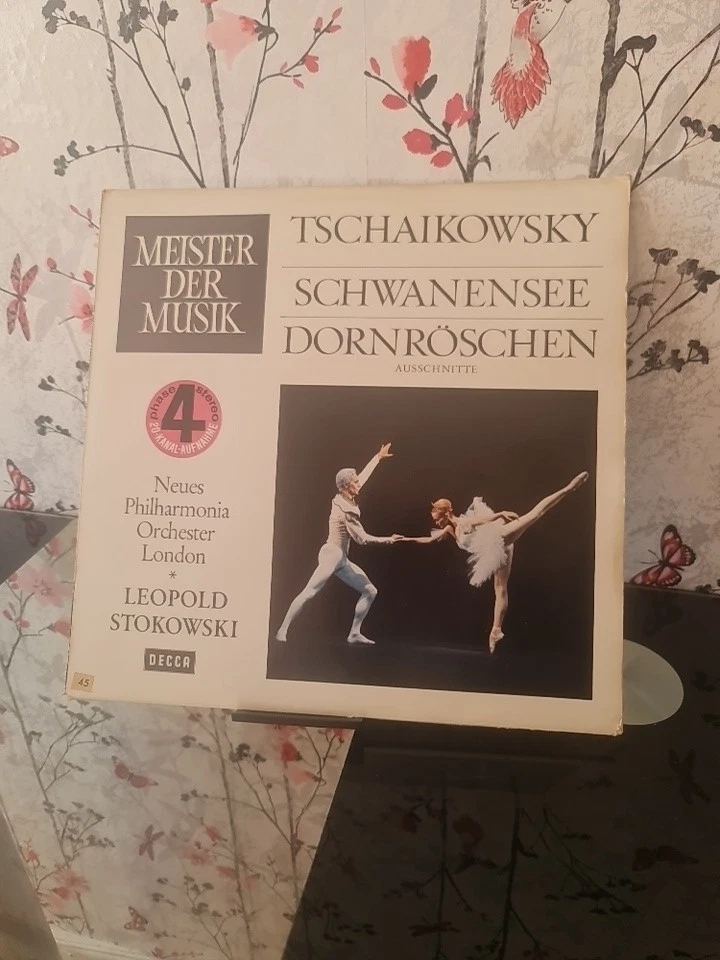 MEISTER
DER
MUSIK
TSCHAIKOWSKY
SCHWANENSEE
DORNRÖSCHEN
AUSSCHNITTE
phase 4 stereo
20-KANAL-AUFNAHME
Neues
Philharmonia
Orchester
London
*
LEOPOLD
STOKOWSKI
DECCA
45